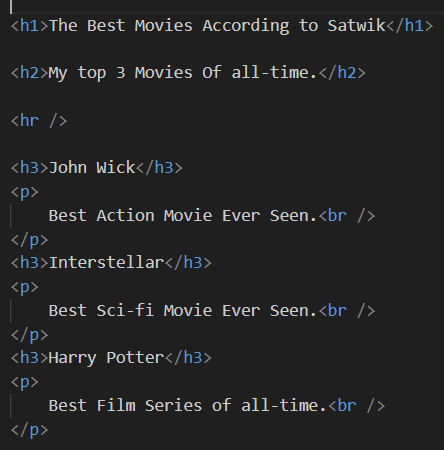 <h1>The Best Movies According to Satwik</h1>
<h2>My top 3 Movies Of all-time.</h2>
<hr />
<h3>John Wick</h3>
<p>
Best Action Movie Ever Seen.<br />
</p>
<h3>Interstellar</h3>
<p>
Best Sci-fi Movie Ever Seen.<br />
</p>
<h3>Harry Potter</h3>
<p>
Best Film Series of all-time.<br />
</p>